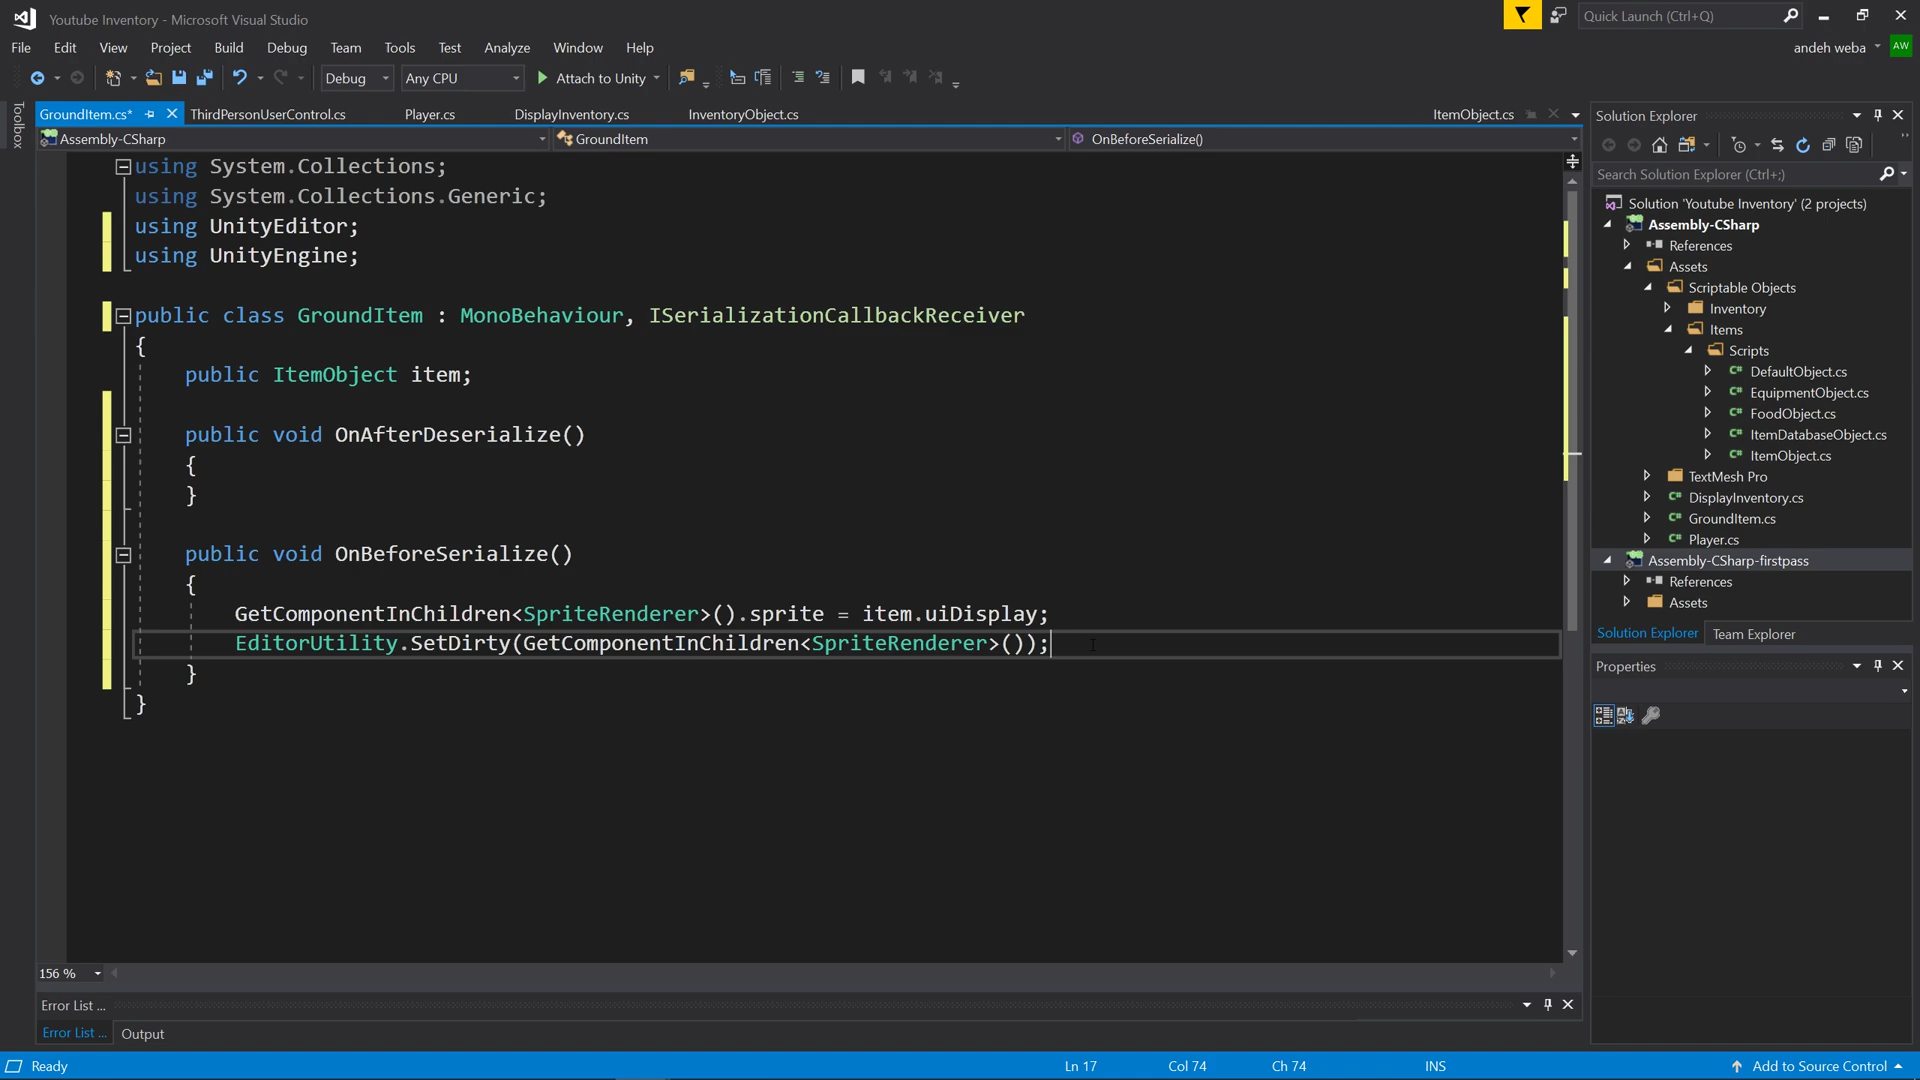 Youtube Inventory - Microsoft Visual Studio
Quick Launch (Ctrl+Q)
File Edit View Project Build Debug Team Tools Test Analyze Window Help
andeh weba AW
Debug Any CPU Attach to Unity
Toolbox
GroundItem.cs* ThirdPersonUserControl.cs Player.cs DisplayInventory.cs InventoryObject.cs ItemObject.cs
Assembly-CSharp GroundItem OnBeforeSerialize()
using System.Collections;
using System.Collections.Generic;
using UnityEditor;
using UnityEngine;
public class GroundItem : MonoBehaviour, ISerializationCallbackReceiver
{
public ItemObject item;
public void OnAfterDeserialize()
{
}
public void OnBeforeSerialize()
{
GetComponentInChildren<SpriteRenderer>().sprite = item.uiDisplay;
EditorUtility.SetDirty(GetComponentInChildren<SpriteRenderer>());
}
}
156 %
Error List ...
Error List ... Output
Ready Ln 17 Col 74 Ch 74 INS Add to Source Control
Solution Explorer
Search Solution Explorer (Ctrl+;)
Solution 'Youtube Inventory' (2 projects)
Assembly-CSharp
References
Assets
Scriptable Objects
Inventory
Items
Scripts
C# DefaultObject.cs
C# EquipmentObject.cs
C# FoodObject.cs
C# ItemDatabaseObject.cs
C# ItemObject.cs
TextMesh Pro
C# DisplayInventory.cs
C# GroundItem.cs
C# Player.cs
Assembly-CSharp-firstpass
References
Assets
Solution Explorer Team Explorer
Properties